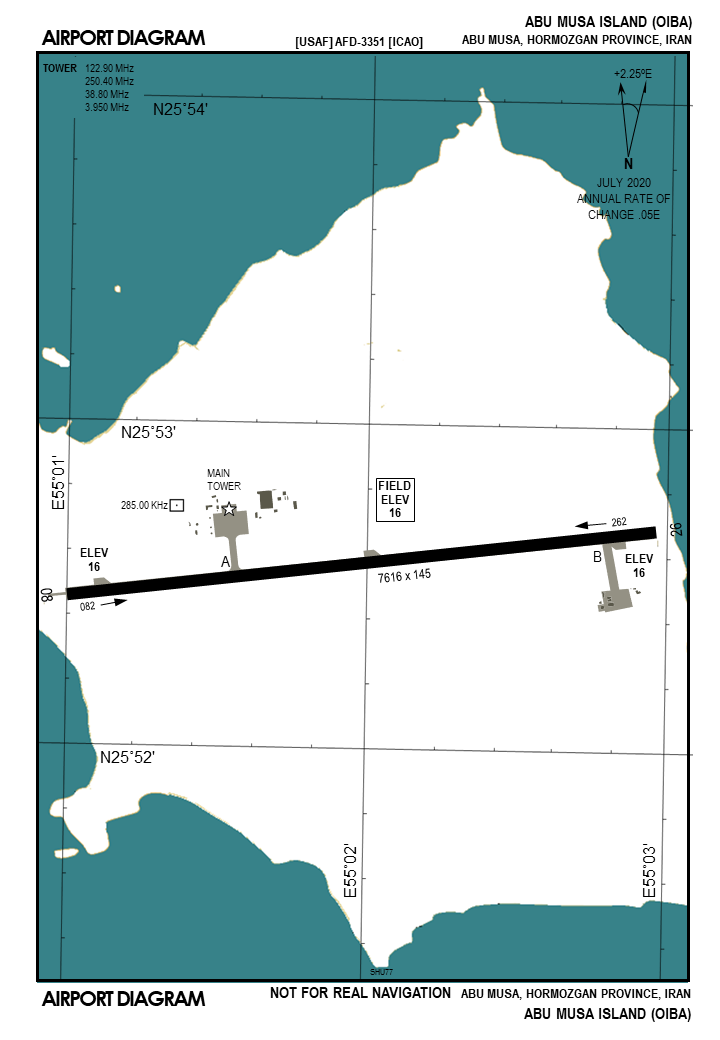 ABU MUSA ISLAND (OIBA)
AIRPORT DIAGRAM
[USAF] AFD-3351 [ICAO]
ABU MUSA, HORMOZGAN PROVINCE, IRAN
TOWER 122.90 MHz
250.40 MHz
38.80 MHz
3.950 MHz
N25°54'
+2.25°E
N
JULY 2020
ANNUAL RATE OF
CHANGE .05E
N25°53'
E55°01'
MAIN
TOWER
285.00 KHz
FIELD
ELEV
16
262
26
ELEV
16
A
B
ELEV
16
7616 x 145
08
082
N25°52'
E55°02'
E55°03'
SHU77
AIRPORT DIAGRAM
NOT FOR REAL NAVIGATION
ABU MUSA, HORMOZGAN PROVINCE, IRAN
ABU MUSA ISLAND (OIBA)